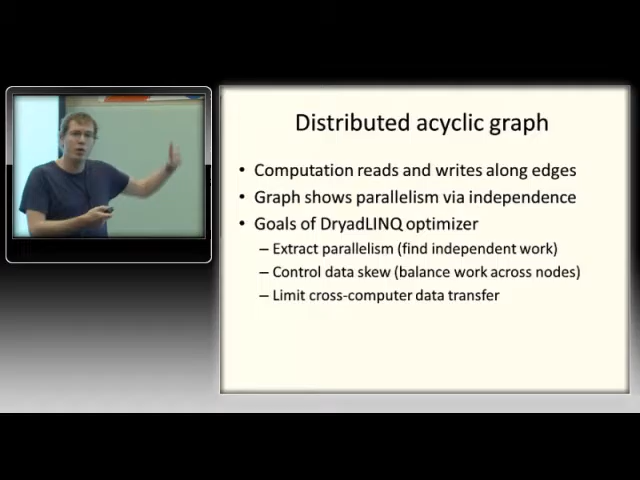 Distributed acyclic graph
• Computation reads and writes along edges
• Graph shows parallelism via independence
• Goals of DryadLINQ optimizer
– Extract parallelism (find independent work)
– Control data skew (balance work across nodes)
– Limit cross-computer data transfer